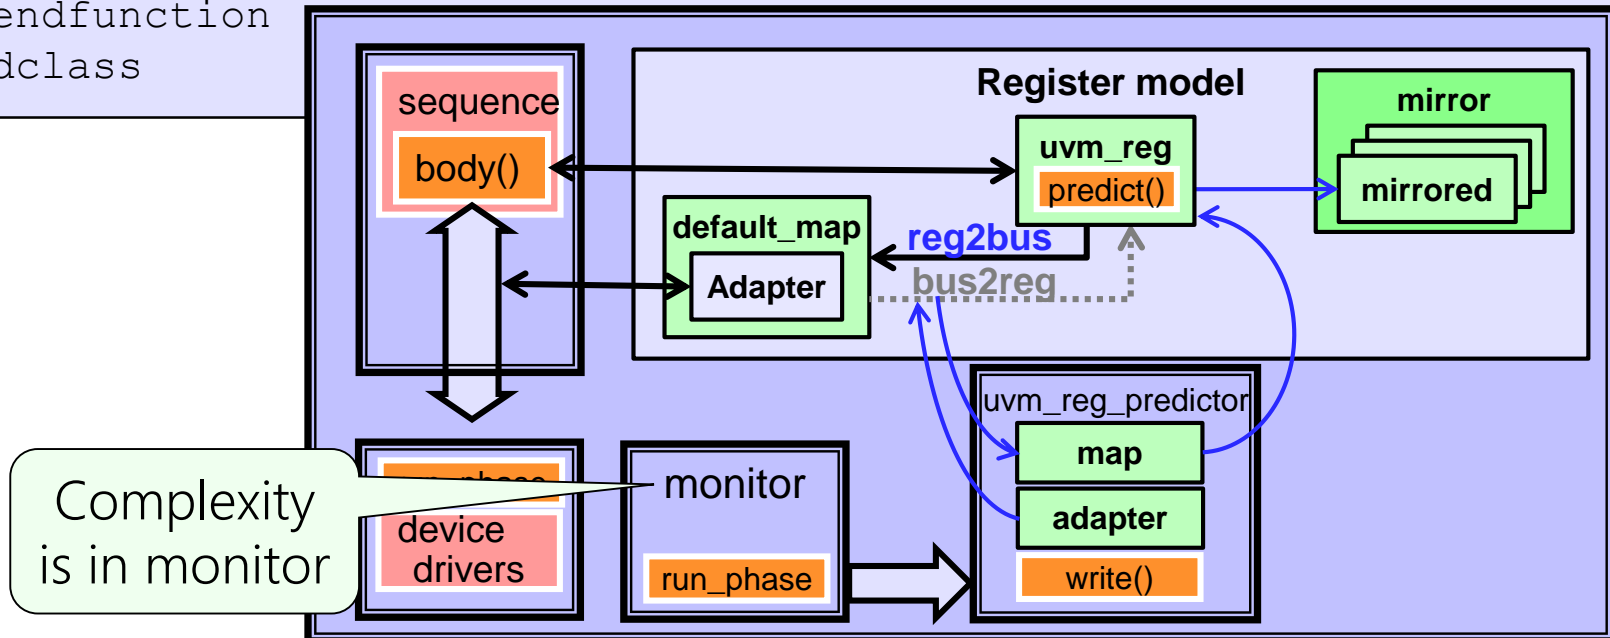 endfunction
dclass
Register model
sequence
body()
uvm_reg
predict()
mirror
mirrored
default_map
Adapter
reg2bus
bus2reg
uvm_reg_predictor
map
adapter
write()
monitor
run_phase
device
drivers
Complexity
is in monitor